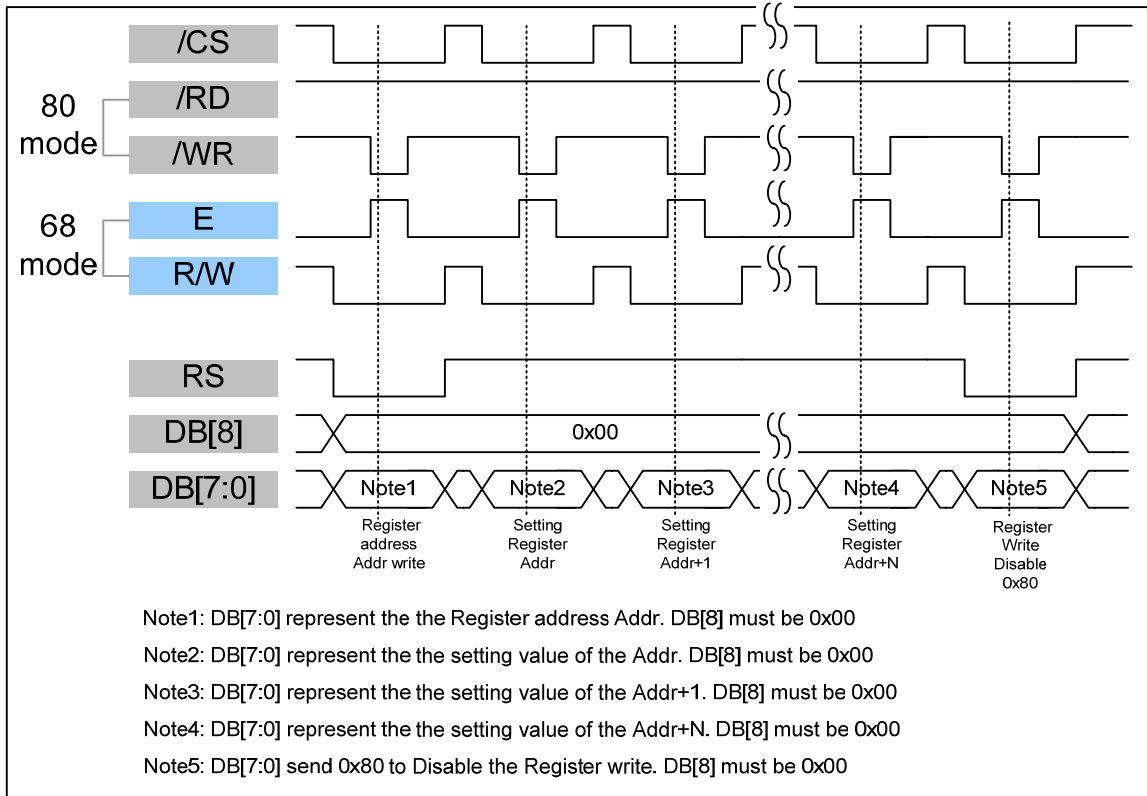 /CS
80
mode
/RD
/WR
68
mode
E
R/W
RS
DB[8]
0x00
DB[7:0]
Note1
Note2
Note3
Note4
Note5
Register
address
Addr write
Setting
Register
Addr
Setting
Register
Addr+1
Setting
Register
Addr+N
Register
Write
Disable
0x80
Note1: DB[7:0] represent the the Register address Addr. DB[8] must be 0x00
Note2: DB[7:0] represent the the setting value of the Addr. DB[8] must be 0x00
Note3: DB[7:0] represent the the setting value of the Addr+1. DB[8] must be 0x00
Note4: DB[7:0] represent the the setting value of the Addr+N. DB[8] must be 0x00
Note5: DB[7:0] send 0x80 to Disable the Register write. DB[8] must be 0x00